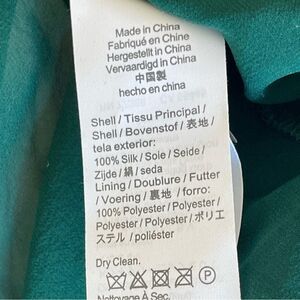 Made in China
Fabriqué en China
Hergestellt in China
Vervaardigd in China
中国製
hecho en china
Shell / Tissu Principal /
Shell / Bovenstof / 表地 /
tela exterior:
100% Silk / Soie / Seide /
Zijde / 絹 / seda
Lining / Doublure / Futter
/ Voering / 裏地 / forro:
100% Polyester / Polyester /
Polyester / Polyester / ポリエ
ステル / poliéster
Dry Clean.
P
Nettoyage À Sec.